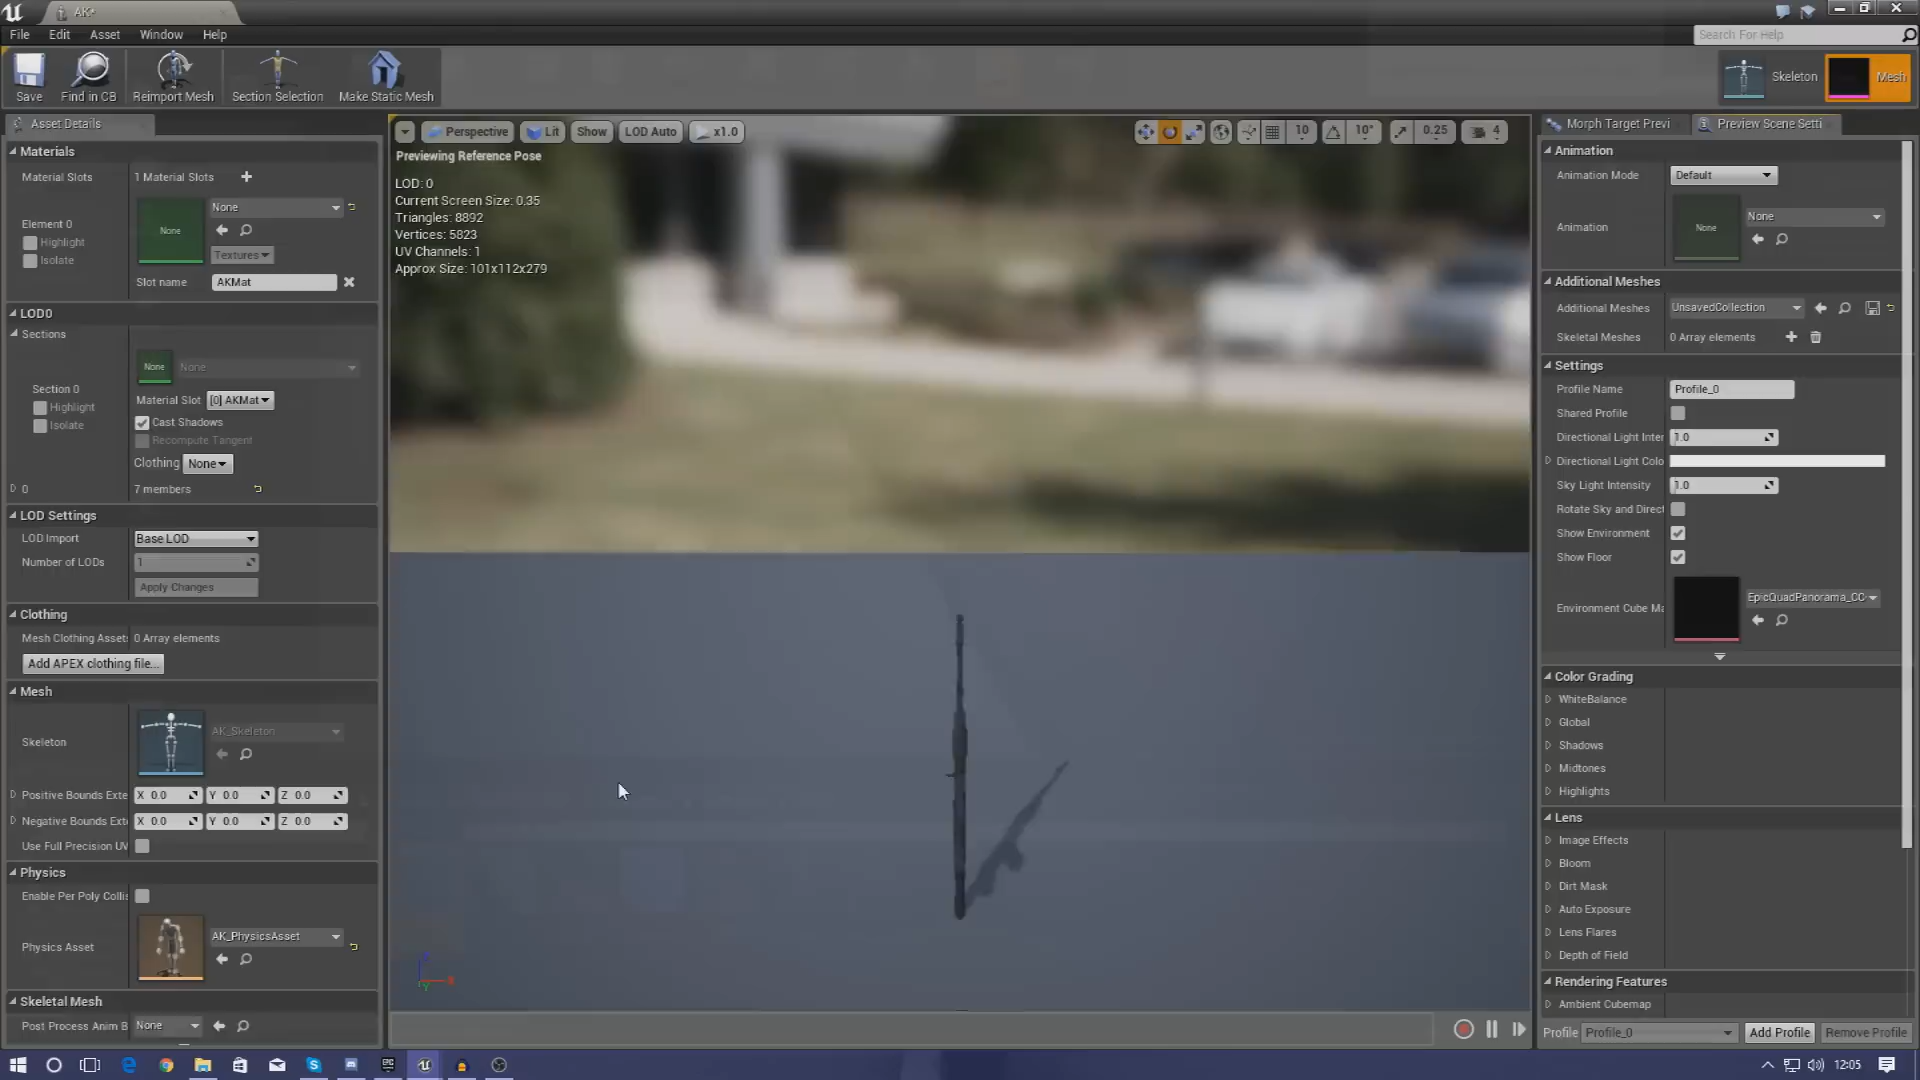 AK*
File Edit Asset Window Help
Search For Help
Save Find in CB Reimport Mesh Section Selection Make Static Mesh
Skeleton Mesh
Asset Details
Materials
Material Slots 1 Material Slots
None
None
Element 0
Highlight
Isolate
Textures
Slot name AKMat
LOD0
Sections
None None
Section 0
Highlight
Isolate
Material Slot [0] AKMat
Cast Shadows
Recompute Tangent
Clothing None
0 7 members
LOD Settings
LOD Import Base LOD
Number of LODs 1
Apply Changes
Clothing
Mesh Clothing Assets 0 Array elements
Add APEX clothing file...
Mesh
Skeleton AK_Skeleton
Positive Bounds Exte X 0.0 Y 0.0 Z 0.0
Negative Bounds Exte X 0.0 Y 0.0 Z 0.0
Use Full Precision UV
Physics
Enable Per Poly Collis
Physics Asset AK_PhysicsAsset
Skeletal Mesh
Post Process Anim B None
Perspective Lit Show LOD Auto x1.0
10 10° 0.25 4
Previewing Reference Pose
LOD: 0
Current Screen Size: 0.35
Triangles: 8892
Vertices: 5823
UV Channels: 1
Approx Size: 101x112x279
Morph Target Previ Preview Scene Setti
Animation
Animation Mode Default
Animation None None
Additional Meshes
Additional Meshes UnsavedCollection
Skeletal Meshes 0 Array elements
Settings
Profile Name Profile_0
Shared Profile
Directional Light Inter 1.0
Directional Light Colo
Sky Light Intensity 1.0
Rotate Sky and Direct
Show Environment
Show Floor
Environment Cube Ma EpicQuadPanorama_CC
Color Grading
WhiteBalance
Global
Shadows
Midtones
Highlights
Lens
Image Effects
Bloom
Dirt Mask
Auto Exposure
Lens Flares
Depth of Field
Rendering Features
Ambient Cubemap
Profile Profile_0 Add Profile Remove Profile
12:05